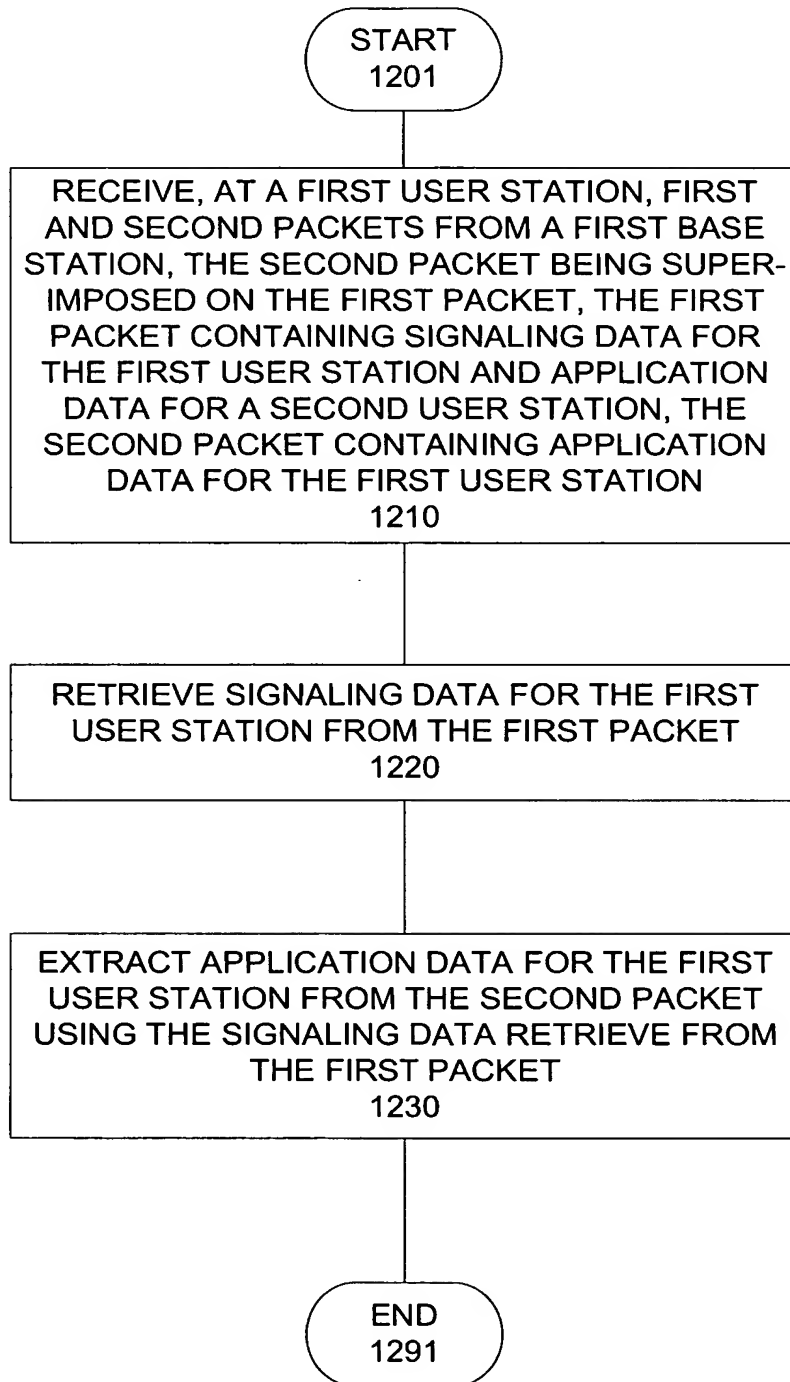 START
1201
RECEIVE, AT A FIRST USER STATION, FIRST
AND SECOND PACKETS FROM A FIRST BASE
STATION, THE SECOND PACKET BEING SUPER-
IMPOSED ON THE FIRST PACKET, THE FIRST
PACKET CONTAINING SIGNALING DATA FOR
THE FIRST USER STATION AND APPLICATION
DATA FOR A SECOND USER STATION, THE
SECOND PACKET CONTAINING APPLICATION
DATA FOR THE FIRST USER STATION
1210
RETRIEVE SIGNALING DATA FOR THE FIRST
USER STATION FROM THE FIRST PACKET
1220
EXTRACT APPLICATION DATA FOR THE FIRST
USER STATION FROM THE SECOND PACKET
USING THE SIGNALING DATA RETRIEVE FROM
THE FIRST PACKET
1230
END
1291